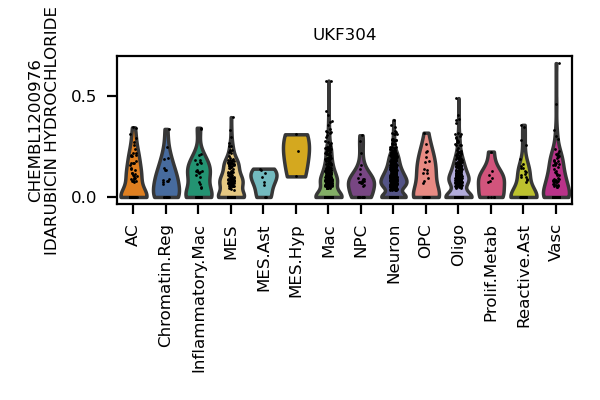 UKF304
CHEMBL1200976
IDARUBICIN HYDROCHLORIDE
0.5
0.0
AC
Chromatin.Reg
Inflammatory.Mac
MES
MES.Ast
MES.Hyp
Mac
NPC
Neuron
OPC
Oligo
Prolif.Metab
Reactive.Ast
Vasc